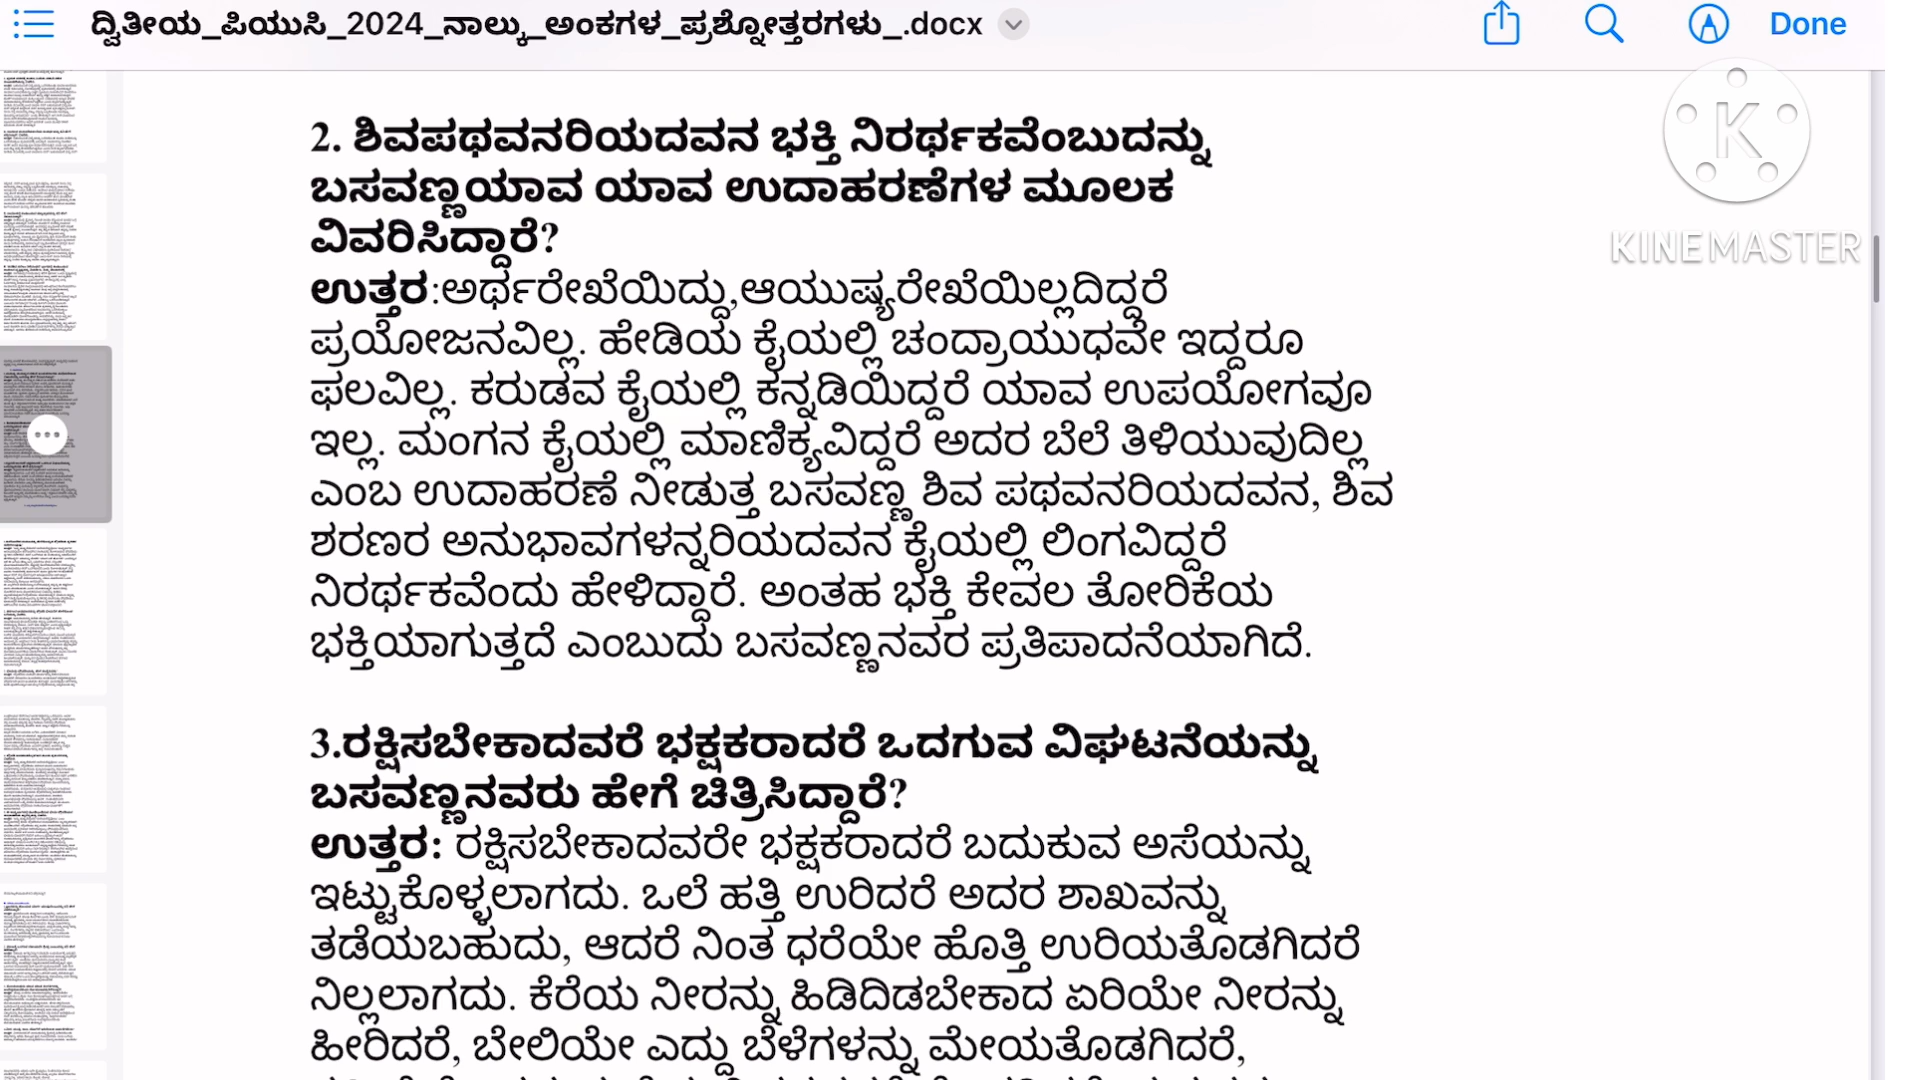 ದ್ವಿತೀಯ_ಪಿಯುಸಿ_2024_ನಾಲ್ಕು_ಅಂಕಗಳ_ಪ್ರಶ್ನೋತ್ತರಗಳು_.docx
Done
KINEMASTER
2. ಶಿವಪಥವನರಿಯದವನ ಭಕ್ತಿ ನಿರರ್ಥಕವೆಂಬುದನ್ನು
ಬಸವಣ್ಣಯಾವ ಯಾವ ಉದಾಹರಣೆಗಳ ಮೂಲಕ
ವಿವರಿಸಿದ್ದಾರೆ?
ಉತ್ತರ:ಅರ್ಥರೇಖೆಯಿದ್ದು,ಆಯುಷ್ಯರೇಖೆಯಿಲ್ಲದಿದ್ದರೆ
ಪ್ರಯೋಜನವಿಲ್ಲ. ಹೇಡಿಯ ಕೈಯಲ್ಲಿ ಚಂದ್ರಾಯುಧವೇ ಇದ್ದರೂ
ಫಲವಿಲ್ಲ. ಕರುಡವ ಕೈಯಲ್ಲಿ ಕನ್ನಡಿಯಿದ್ದರೆ ಯಾವ ಉಪಯೋಗವೂ
ಇಲ್ಲ. ಮಂಗನ ಕೈಯಲ್ಲಿ ಮಾಣಿಕ್ಯವಿದ್ದರೆ ಅದರ ಬೆಲೆ ತಿಳಿಯುವುದಿಲ್ಲ
ಎಂಬ ಉದಾಹರಣೆ ನೀಡುತ್ತ ಬಸವಣ್ಣ ಶಿವ ಪಥವನರಿಯದವನ, ಶಿವ
ಶರಣರ ಅನುಭಾವಗಳನ್ನರಿಯದವನ ಕೈಯಲ್ಲಿ ಲಿಂಗವಿದ್ದರೆ
ನಿರರ್ಥಕವೆಂದು ಹೇಳಿದ್ದಾರೆ. ಅಂತಹ ಭಕ್ತಿ ಕೇವಲ ತೋರಿಕೆಯ
ಭಕ್ತಿಯಾಗುತ್ತದೆ ಎಂಬುದು ಬಸವಣ್ಣನವರ ಪ್ರತಿಪಾದನೆಯಾಗಿದೆ.
3.ರಕ್ಷಿಸಬೇಕಾದವರೆ ಭಕ್ಷಕರಾದರೆ ಒದಗುವ ವಿಘಟನೆಯನ್ನು
ಬಸವಣ್ಣನವರು ಹೇಗೆ ಚಿತ್ರಿಸಿದ್ದಾರೆ?
ಉತ್ತರ: ರಕ್ಷಿಸಬೇಕಾದವರೇ ಭಕ್ಷಕರಾದರೆ ಬದುಕುವ ಅಸೆಯನ್ನು
ಇಟ್ಟುಕೊಳ್ಳಲಾಗದು. ಒಲೆ ಹತ್ತಿ ಉರಿದರೆ ಅದರ ಶಾಖವನ್ನು
ತಡೆಯಬಹುದು, ಆದರೆ ನಿಂತ ಧರೆಯೇ ಹೊತ್ತಿ ಉರಿಯತೊಡಗಿದರೆ
ನಿಲ್ಲಲಾಗದು. ಕೆರೆಯ ನೀರನ್ನು ಹಿಡಿದಿಡಬೇಕಾದ ಏರಿಯೇ ನೀರನ್ನು
ಹೀರಿದರೆ, ಬೇಲಿಯೇ ಎದ್ದು ಬೆಳೆಗಳನ್ನು ಮೇಯತೊಡಗಿದರೆ,